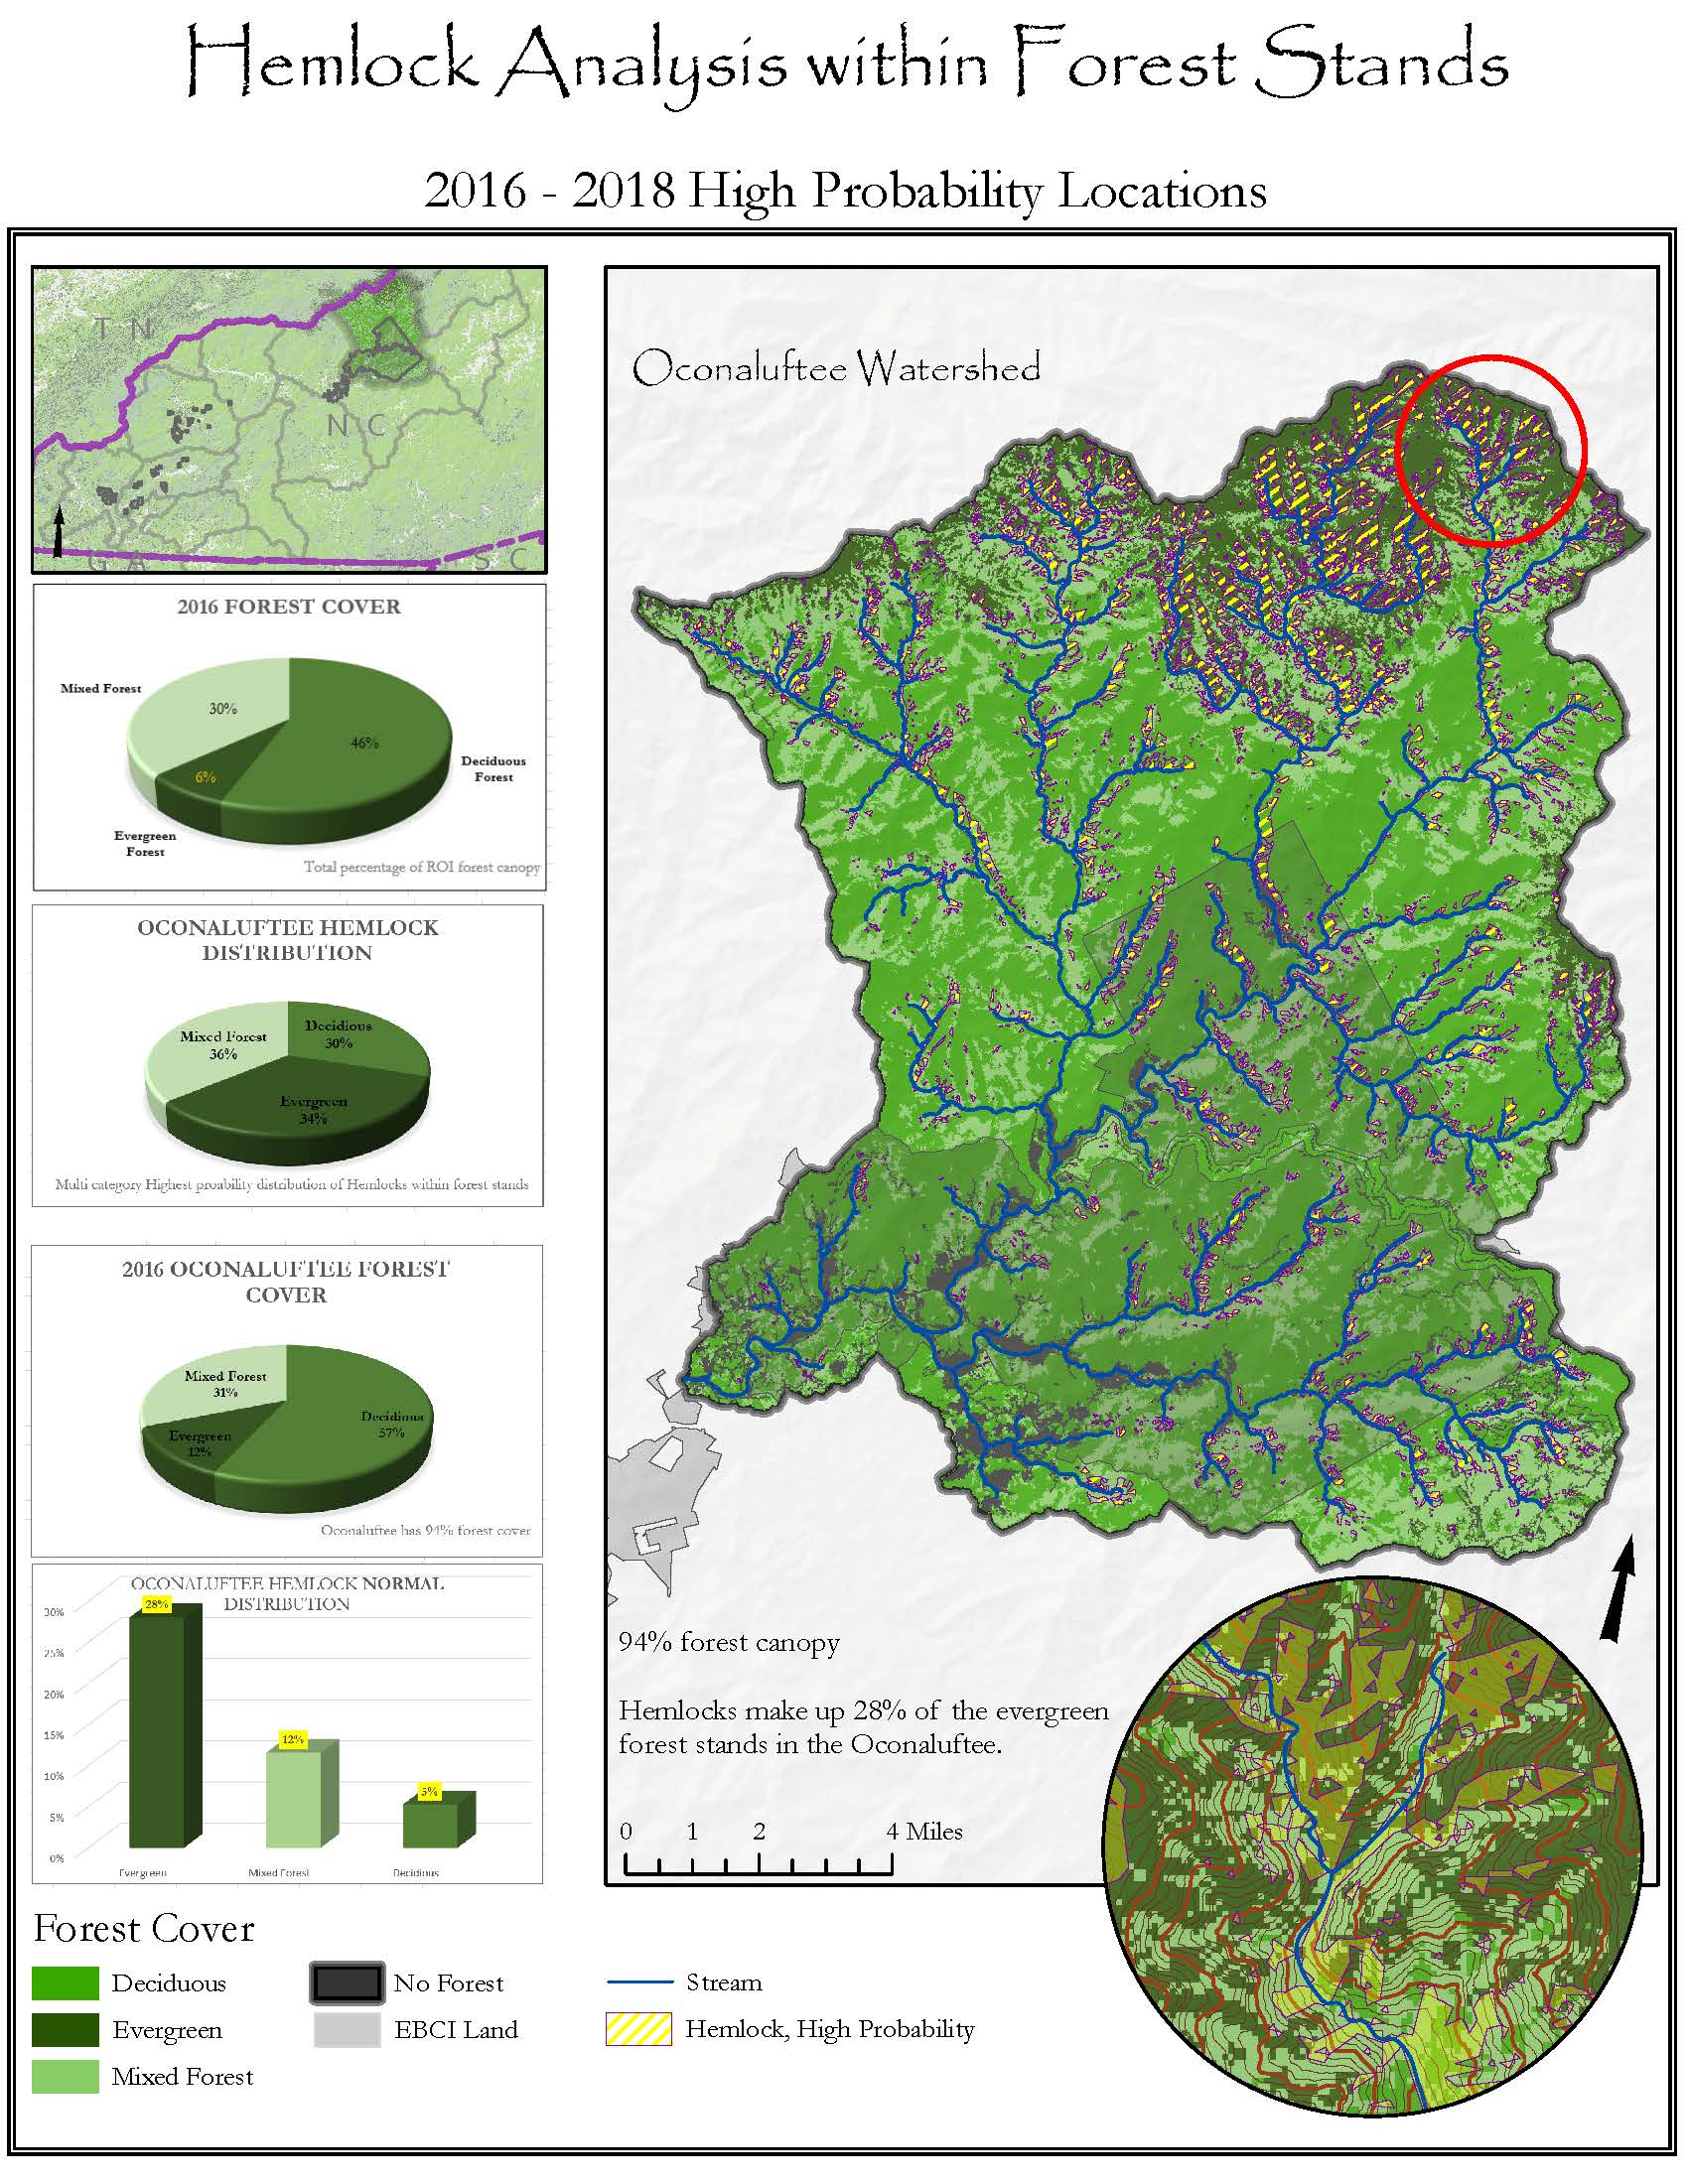 Hemlock Analysis within Forest Stands
2016 - 2018 High Probability Locations
T N
N C
G A
S C
2016 FOREST COVER
Mixed Forest
30%
46%
Deciduous
Forest
6%
Evergreen
Forest
Total percentage of ROI forest canopy
OCONALUFTEE HEMLOCK
DISTRIBUTION
Mixed Forest
36%
Decidious
30%
Evergreen
34%
Multi category Highest proability distribution of Hemlocks within forest stands
2016 OCONALUFTEE FOREST
COVER
Mixed Forest
31%
Decidious
57%
Evergreen
12%
Oconaluftee has 94% forest cover
OCONALUFTEE HEMLOCK NORMAL
DISTRIBUTION
30%
25%
20%
15%
10%
5%
0%
28%
12%
5%
Evergreen
Mixed Forest
Decidious
Oconaluftee Watershed
94% forest canopy
Hemlocks make up 28% of the evergreen
forest stands in the Oconaluftee.
0 1 2 4 Miles
Forest Cover
Deciduous
Evergreen
Mixed Forest
No Forest
EBCI Land
Stream
Hemlock, High Probability